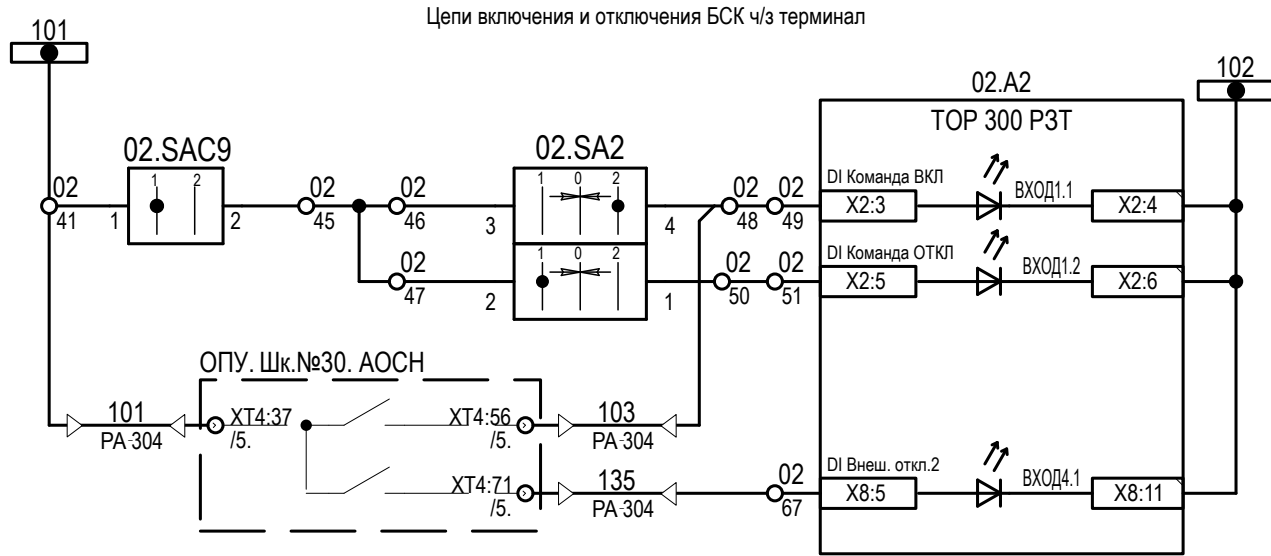 Цепи включения и отключения БСК ч/з терминал
101
102
02.A2
ТОР 300 РЗТ
02.SAC9
02.SA2
1 2
1 0 2
02
41
1
2
02
45
02
46
3
4
02
48
02
49
DI Команда ВКЛ
X2:3
ВХОД1.1
X2:4
1 0 2
02
47
2
1
02
50
02
51
DI Команда ОТКЛ
X2:5
ВХОД1.2
X2:6
ОПУ. Шк.№30. АОСН
101
РА-304
XT4:37
/5.
XT4:56
/5.
103
РА-304
XT4:71
/5.
135
РА-304
02
67
DI Внеш. откл.2
X8:5
ВХОД4.1
X8:11